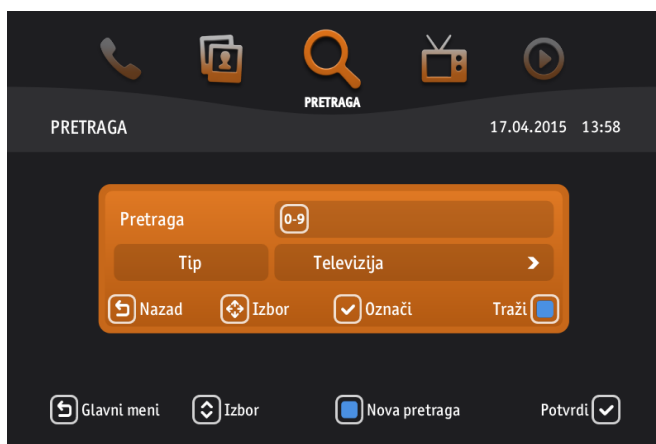 PRETRAGA
PRETRAGA 17.04.2015 13:58
Pretraga 0-9
Tip Televizija
Nazad Izbor Označi Traži
Glavni meni Izbor Nova pretraga Potvrdi